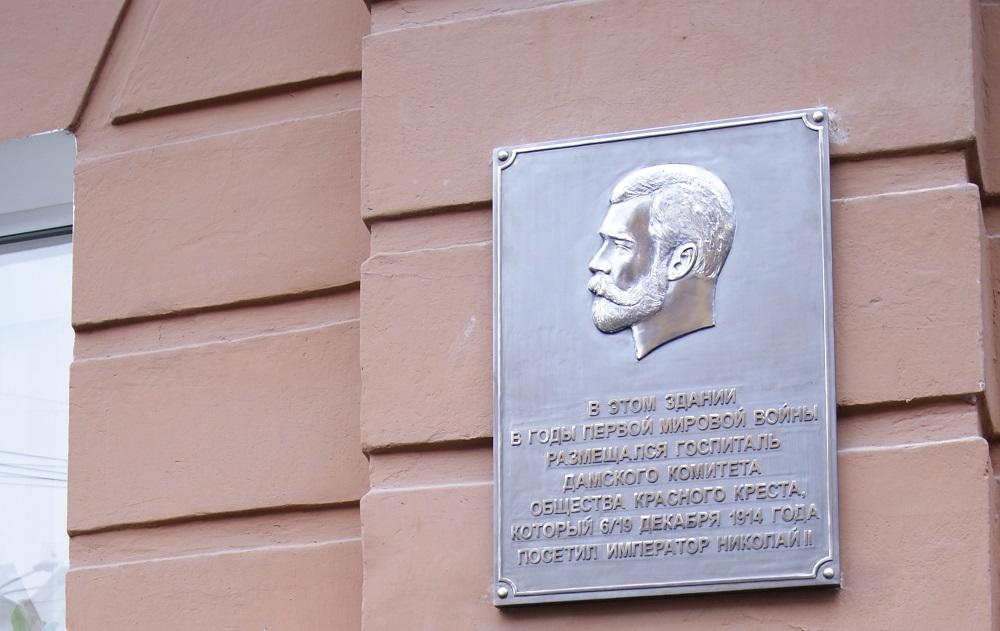 В ЭТОМ ЗДАНИИ
В ГОДЫ ПЕРВОЙ МИРОВОЙ ВОЙНЫ
РАЗМЕЩАЛСЯ ГОСПИТАЛЬ
ДАМСКОГО КОМИТЕТА
ОБЩЕСТВА КРАСНОГО КРЕСТА,
КОТОРЫЙ 6/19 ДЕКАБРЯ 1914 ГОДА
ПОСЕТИЛ ИМПЕРАТОР НИКОЛАЙ II